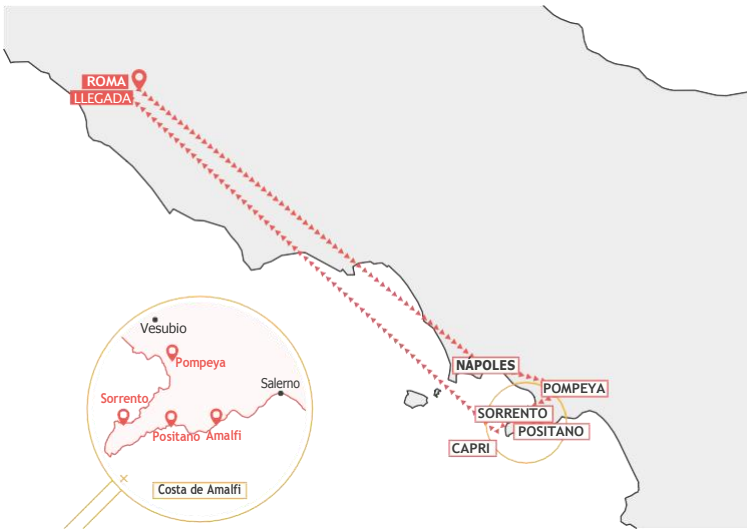 ROMA
LLEGADA
NÁPOLES
POMPEYA
SORRENTO
POSITANO
CAPRI
Vesubio
Pompeya
Salerno
Sorrento
Positano
Amalfi
Costa de Amalfi